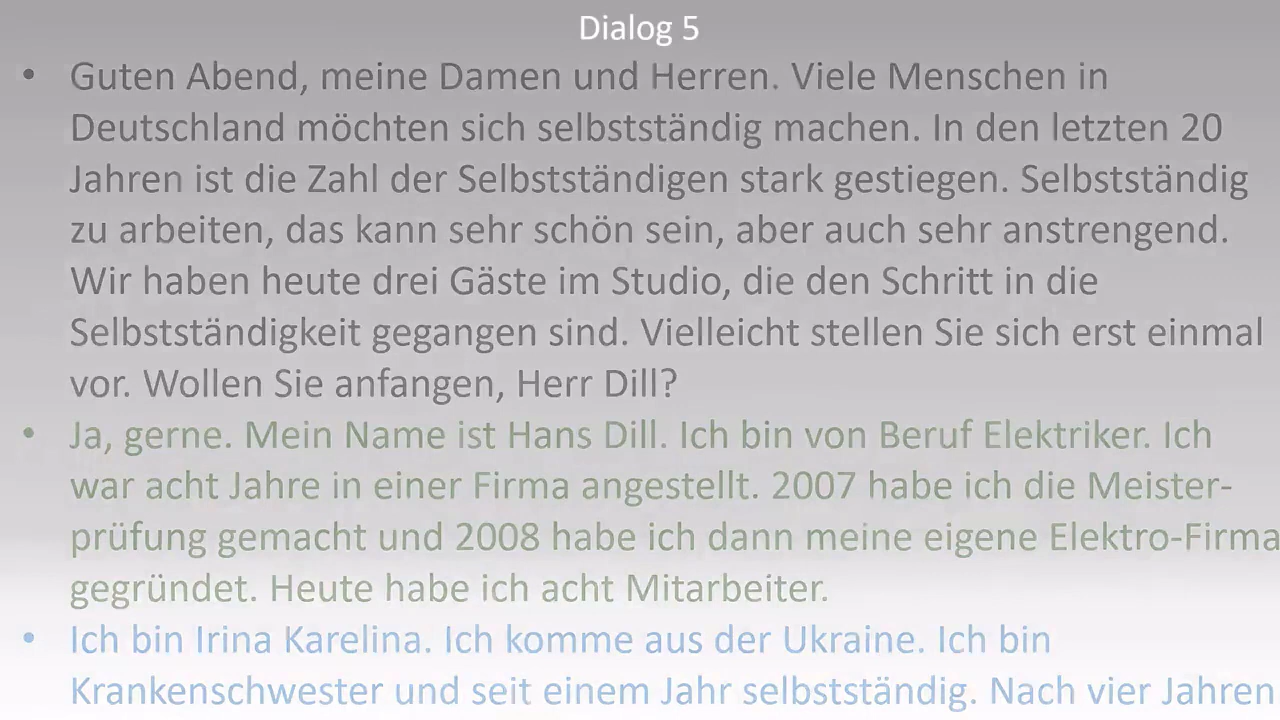 Dialog 5
• Guten Abend, meine Damen und Herren. Viele Menschen in
Deutschland möchten sich selbstständig machen. In den letzten 20
Jahren ist die Zahl der Selbstständigen stark gestiegen. Selbstständig
zu arbeiten, das kann sehr schön sein, aber auch sehr anstrengend.
Wir haben heute drei Gäste im Studio, die den Schritt in die
Selbstständigkeit gegangen sind. Vielleicht stellen Sie sich erst einmal
vor. Wollen Sie anfangen, Herr Dill?
• Ja, gerne. Mein Name ist Hans Dill. Ich bin von Beruf Elektriker. Ich
war acht Jahre in einer Firma angestellt. 2007 habe ich die Meister-
prüfung gemacht und 2008 habe ich dann meine eigene Elektro-Firma
gegründet. Heute habe ich acht Mitarbeiter.
• Ich bin Irina Karelina. Ich komme aus der Ukraine. Ich bin
Krankenschwester und seit einem Jahr selbstständig. Nach vier Jahren